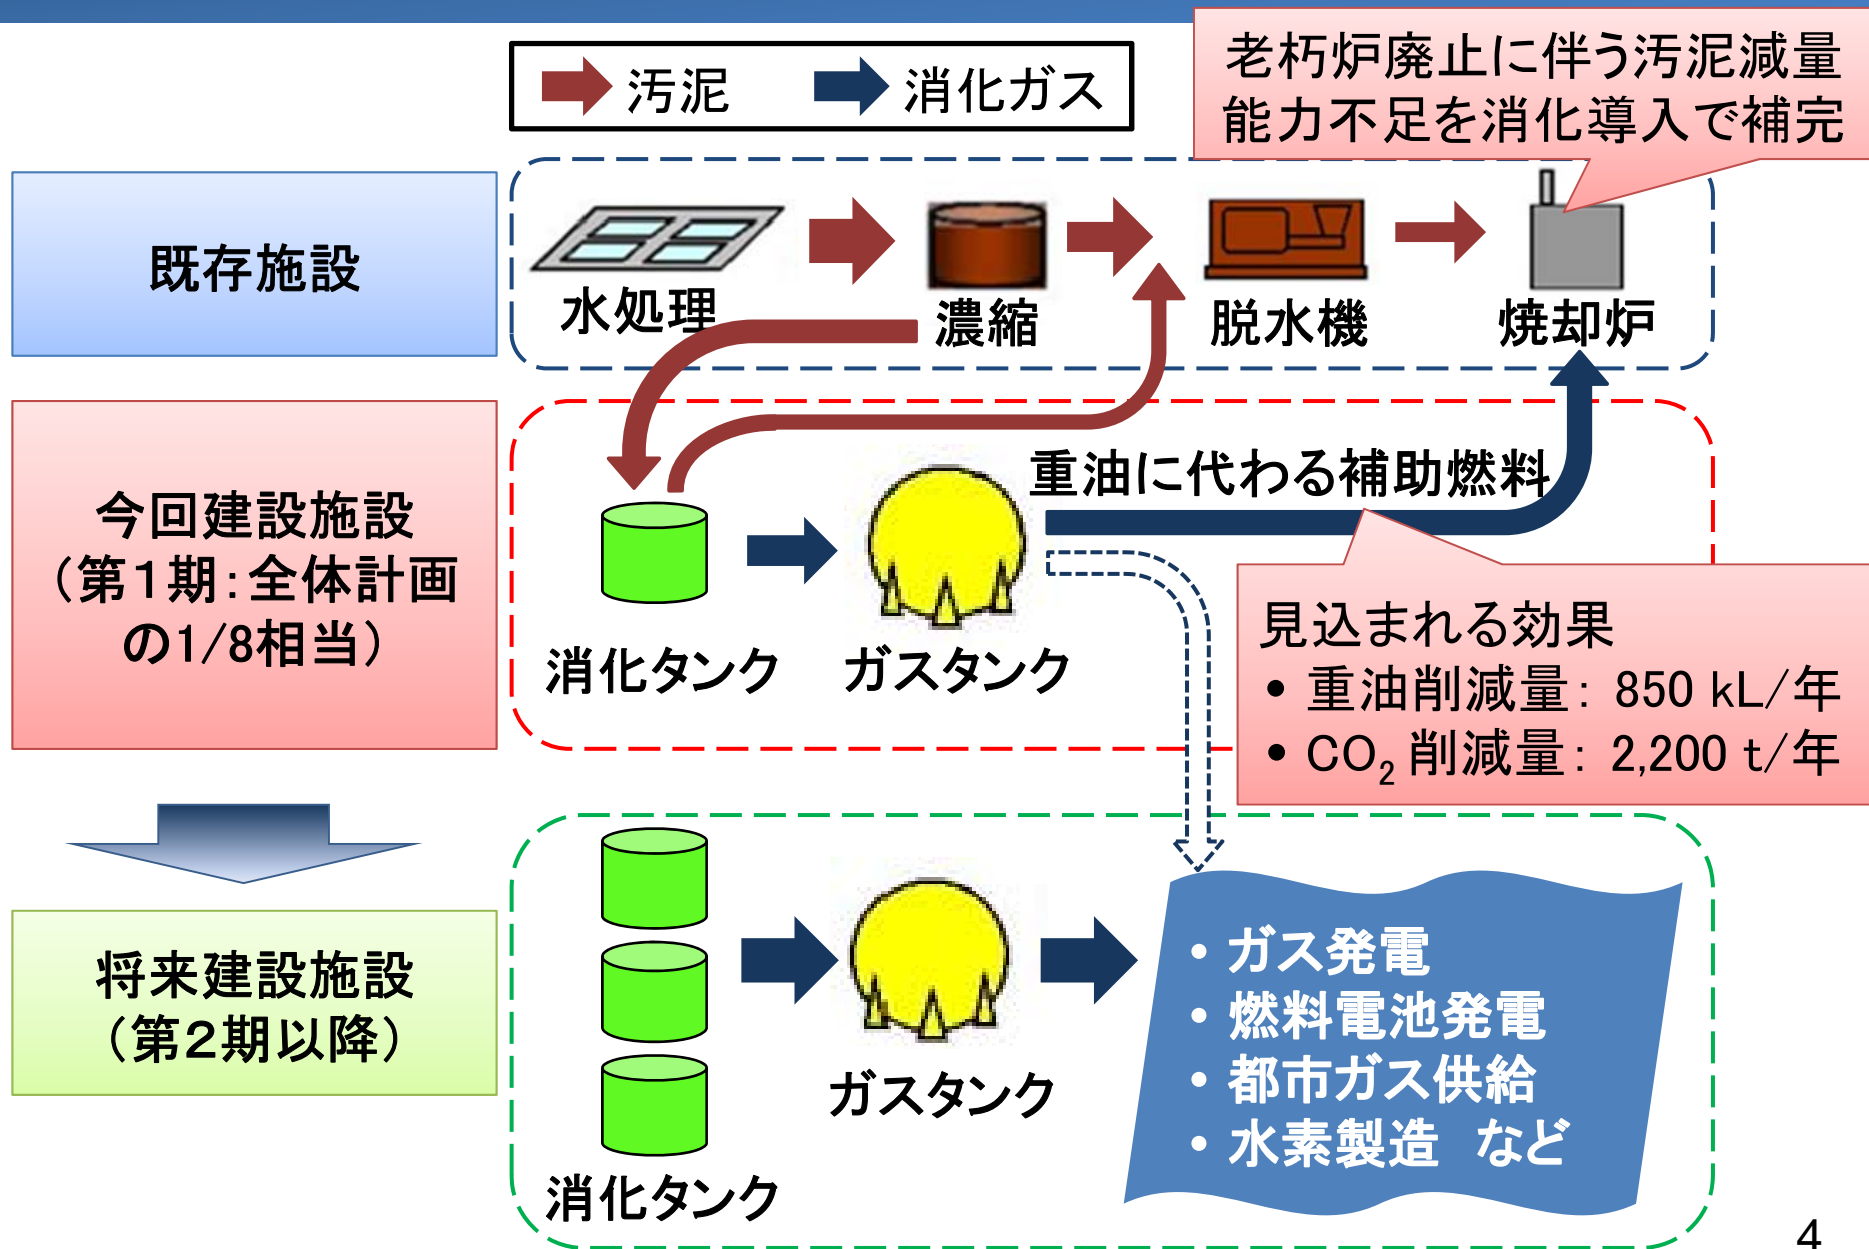 汚泥
消化ガス
老朽炉廃止に伴う汚泥減量
能力不足を消化導入で補完
既存施設
水処理
濃縮
脱水機
焼却炉
今回建設施設
（第１期：全体計画
の1/8相当）
重油に代わる補助燃料
消化タンク
ガスタンク
見込まれる効果
• 重油削減量： 850 kL/年
• CO₂ 削減量： 2,200 t/年
将来建設施設
（第２期以降）
消化タンク
ガスタンク
• ガス発電
• 燃料電池発電
• 都市ガス供給
• 水素製造　など
4